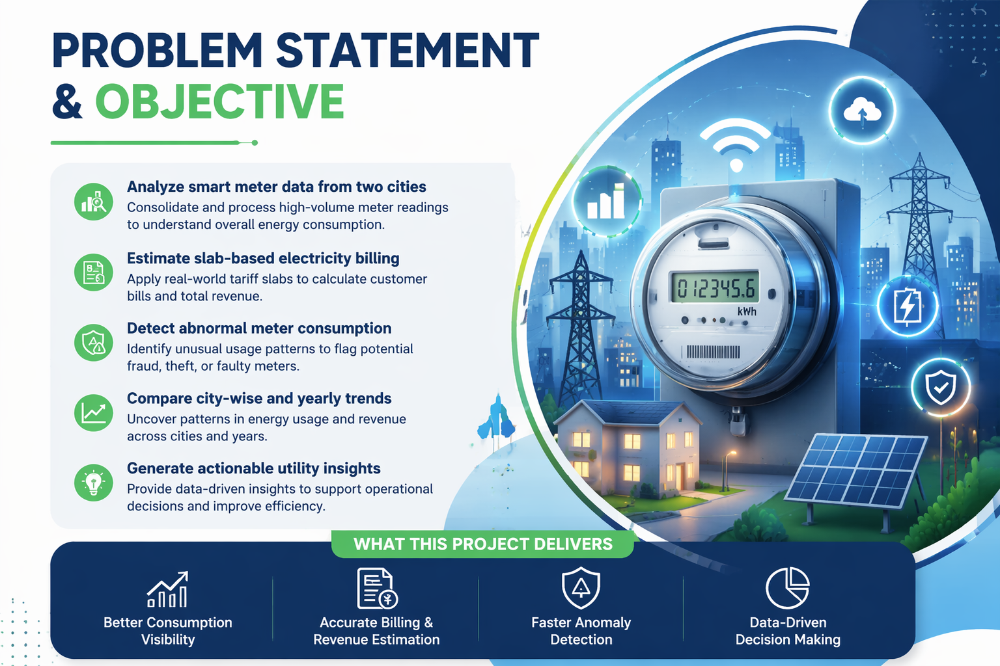 PROBLEM STATEMENT
& OBJECTIVE
Analyze smart meter data from two cities
Consolidate and process high-volume meter readings
to understand overall energy consumption.
Estimate slab-based electricity billing
Apply real-world tariff slabs to calculate customer
bills and total revenue.
Detect abnormal meter consumption
Identify unusual usage patterns to flag potential
fraud, theft, or faulty meters.
Compare city-wise and yearly trends
Uncover patterns in energy usage and revenue
across cities and years.
Generate actionable utility insights
Provide data-driven insights to support operational
decisions and improve efficiency.
012345.6
kWh
WHAT THIS PROJECT DELIVERS
Better Consumption
Visibility
Accurate Billing &
Revenue Estimation
Faster Anomaly
Detection
Data-Driven
Decision Making